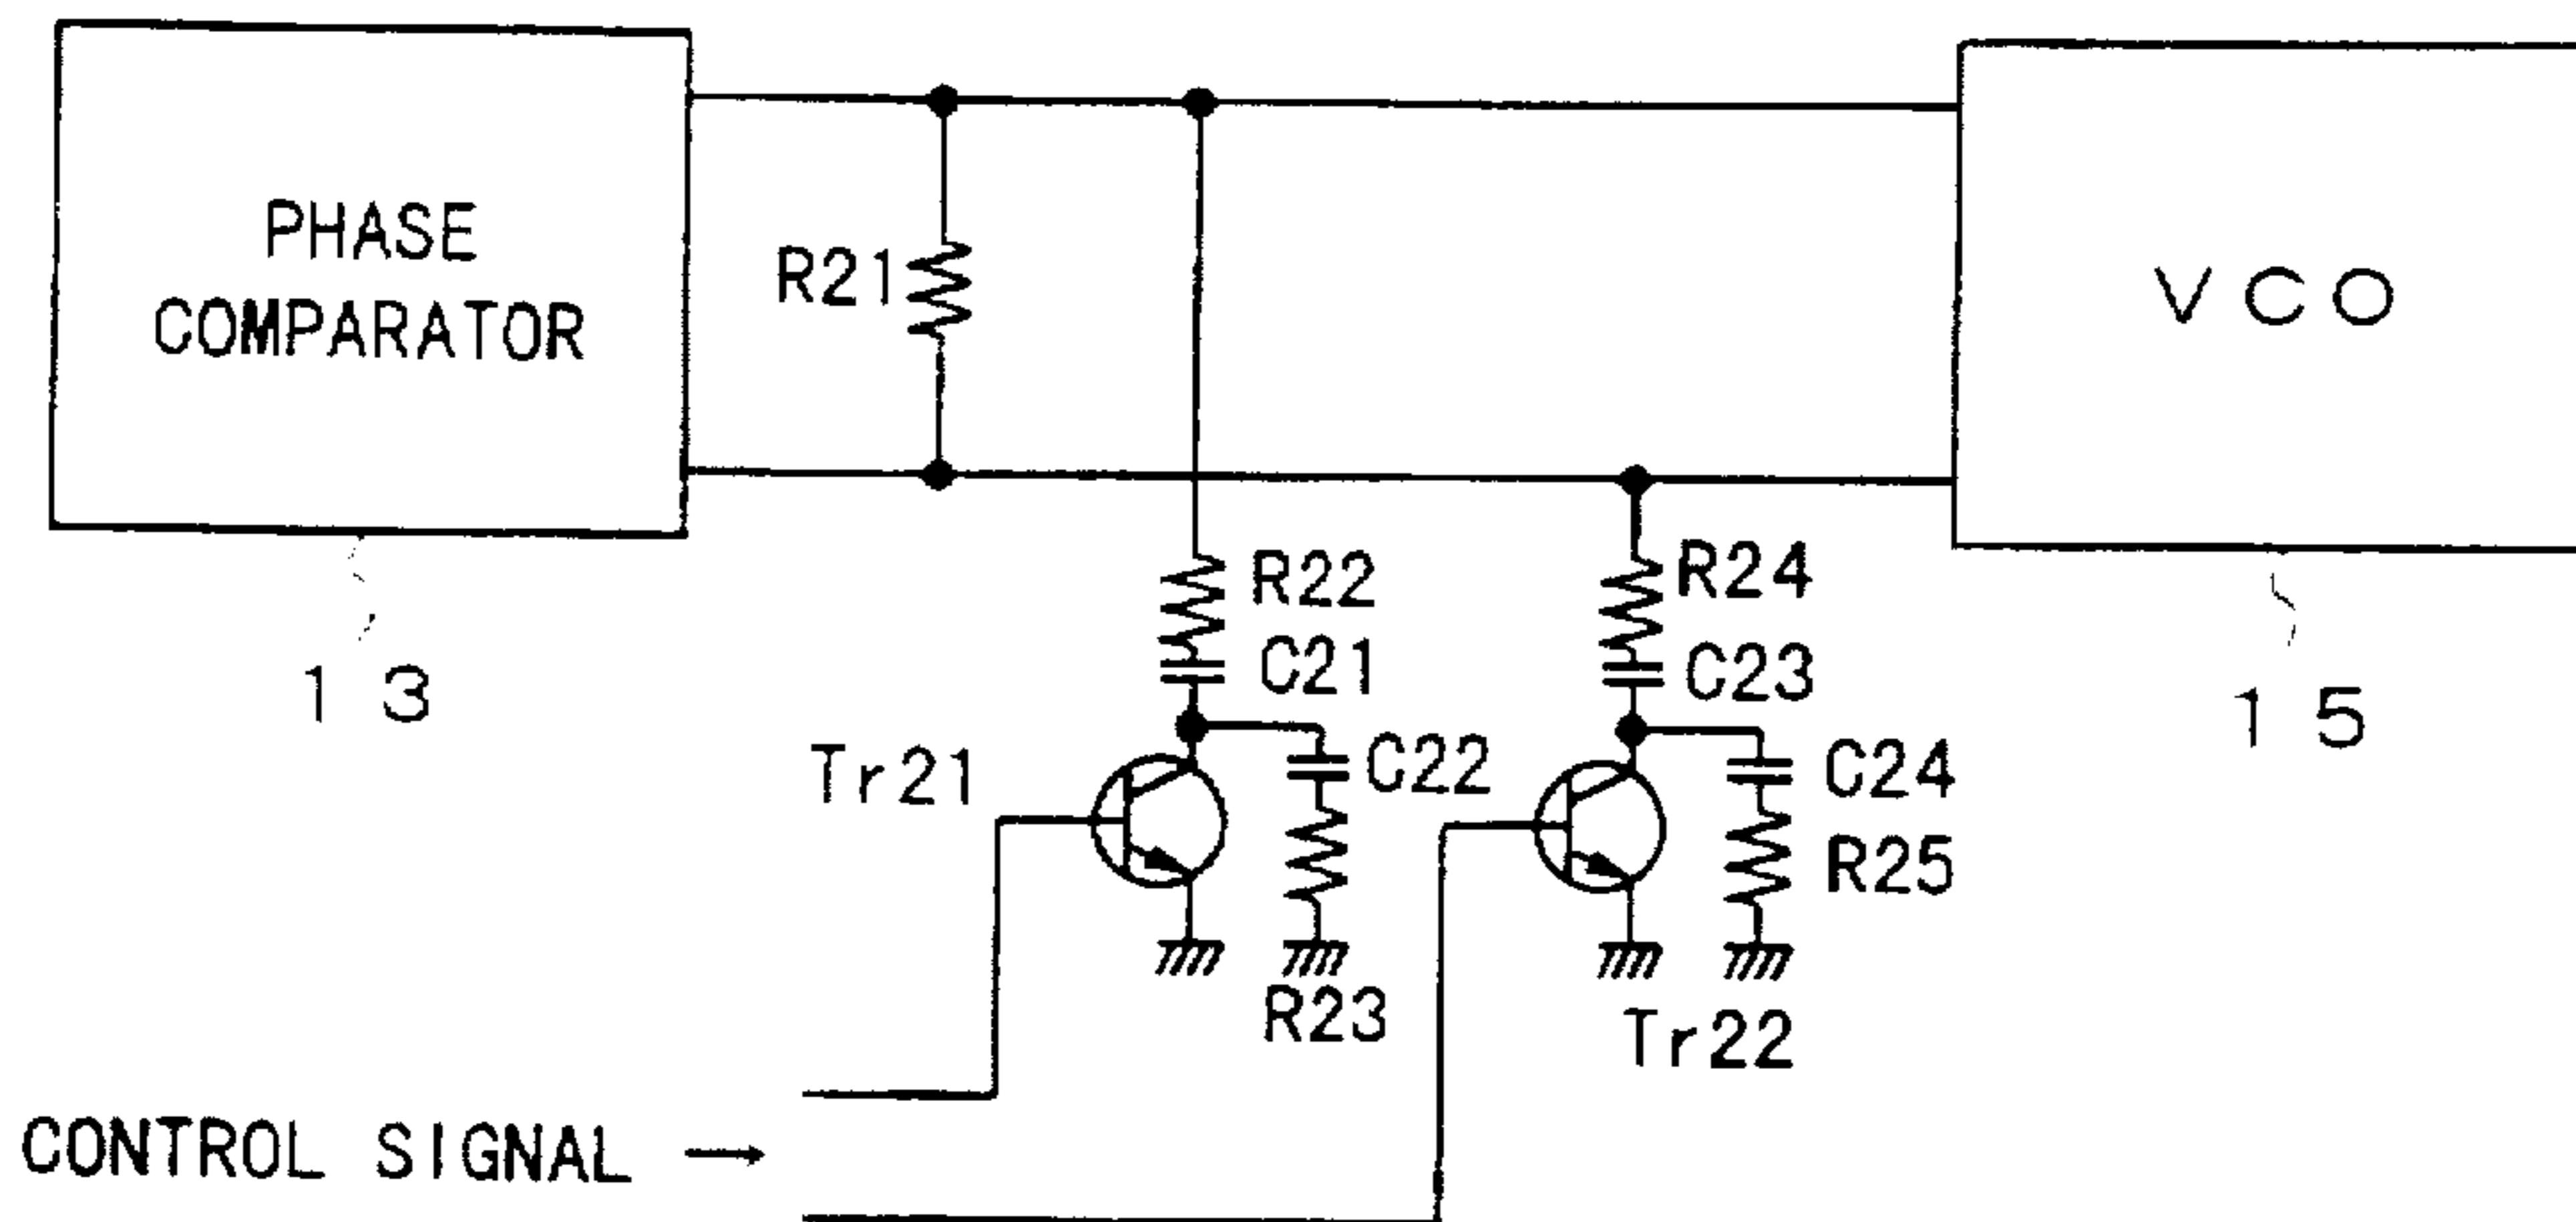 PHASE
COMPARATOR
R21
VCO
R22
R24
C21
C23
13
15
Tr21
C22
C24
R25
R23
Tr22
CONTROL SIGNAL →